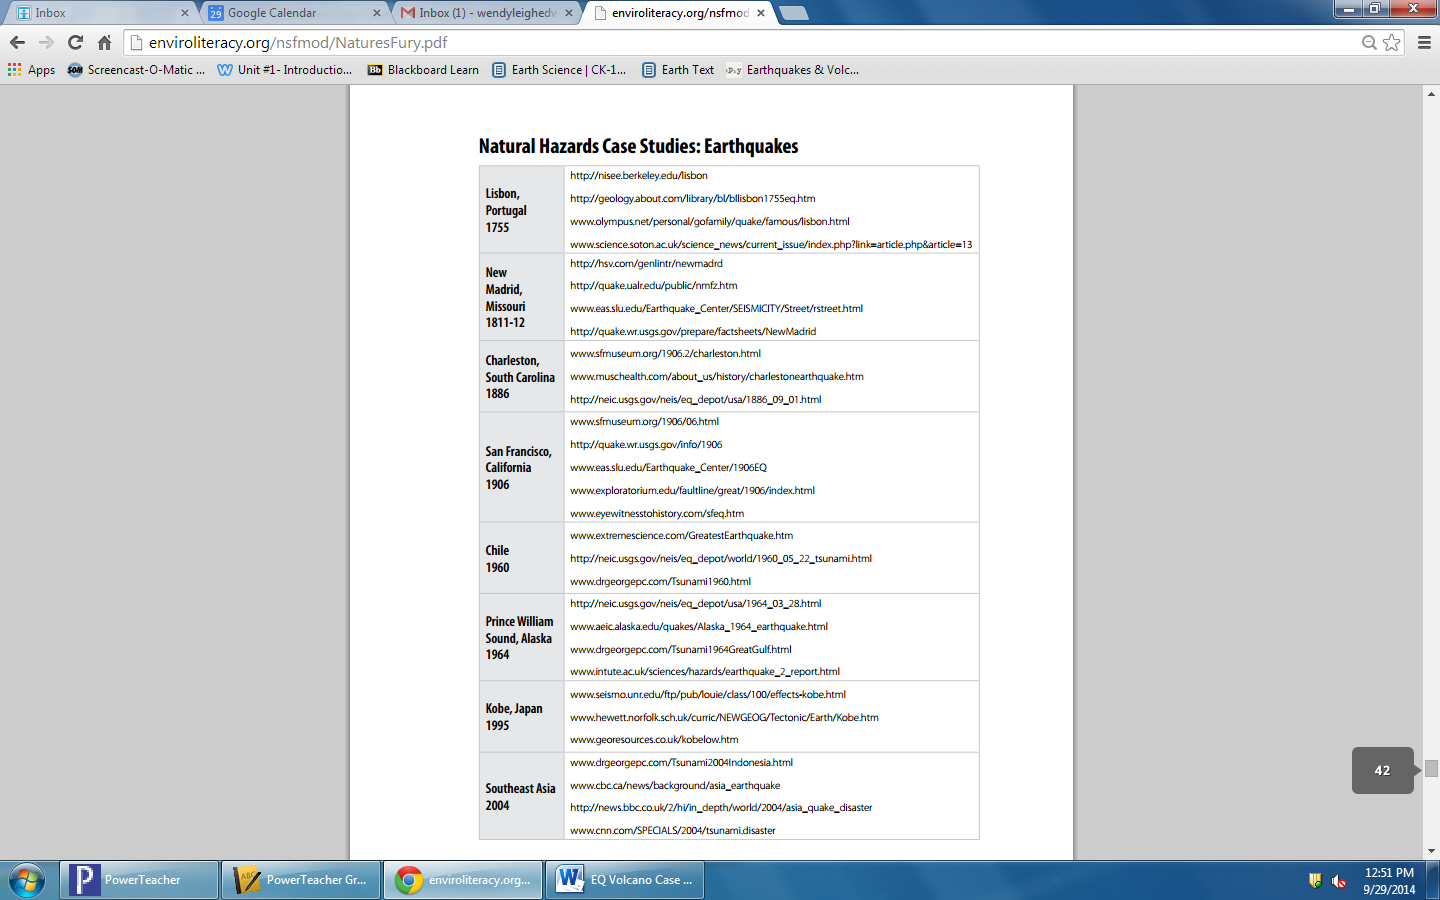 Inbox
Google Calendar
Inbox (1) - wendyleighedw
enviroliteracy.org/nsfmod
enviroliteracy.org/nsfmod/NaturesFury.pdf
Apps
Screencast-O-Matic ...
Unit #1- Introductio...
Blackboard Learn
Earth Science | CK-1...
Earth Text
Earthquakes & Volc...
Natural Hazards Case Studies: Earthquakes
Lisbon,
Portugal
1755
http://nisee.berkeley.edu/lisbon
http://geology.about.com/library/bl/bllisbon1755eq.htm
www.olympus.net/personal/gofamily/quake/famous/lisbon.html
www.science.soton.ac.uk/science_news/current_issue/index.php?link=article.php&article=13
New
Madrid,
Missouri
1811-12
http://hsv.com/genlintr/newmadrd
http://quake.ualr.edu/public/nmfz.htm
www.eas.slu.edu/Earthquake_Center/SEISMICITY/Street/rstreet.html
http://quake.wr.usgs.gov/prepare/factsheets/NewMadrid
Charleston,
South Carolina
1886
www.sfmuseum.org/1906.2/charleston.html
www.muschealth.com/about_us/history/charlestonearthquake.htm
http://neic.usgs.gov/neis/eq_depot/usa/1886_09_01.html
San Francisco,
California
1906
www.sfmuseum.org/1906/06.html
http://quake.wr.usgs.gov/info/1906
www.eas.slu.edu/Earthquake_Center/1906EQ
www.exploratorium.edu/faultline/great/1906/index.html
www.eyewitnesstohistory.com/sfeq.htm
Chile
1960
www.extremescience.com/GreatestEarthquake.htm
http://neic.usgs.gov/neis/eq_depot/world/1960_05_22_tsunami.html
www.drgeorgepc.com/Tsunami1960.html
Prince William
Sound, Alaska
1964
http://neic.usgs.gov/neis/eq_depot/usa/1964_03_28.html
www.aeic.alaska.edu/quakes/Alaska_1964_earthquake.html
www.drgeorgepc.com/Tsunami1964GreatGulf.html
www.intute.ac.uk/sciences/hazards/earthquake_2_report.html
Kobe, Japan
1995
www.seismo.unr.edu/ftp/pub/louie/class/100/effects-kobe.html
www.hewett.norfolk.sch.uk/curric/NEWGEOG/Tectonic/Earth/Kobe.htm
www.georesources.co.uk/kobelow.htm
Southeast Asia
2004
www.drgeorgepc.com/Tsunami2004Indonesia.html
www.cbc.ca/news/background/asia_earthquake
http://news.bbc.co.uk/2/hi/in_depth/world/2004/asia_quake_disaster
www.cnn.com/SPECIALS/2004/tsunami.disaster
42
PowerTeacher
PowerTeacher Gr...
enviroliteracy.org...
EQ Volcano Case ...
12:51 PM
9/29/2014